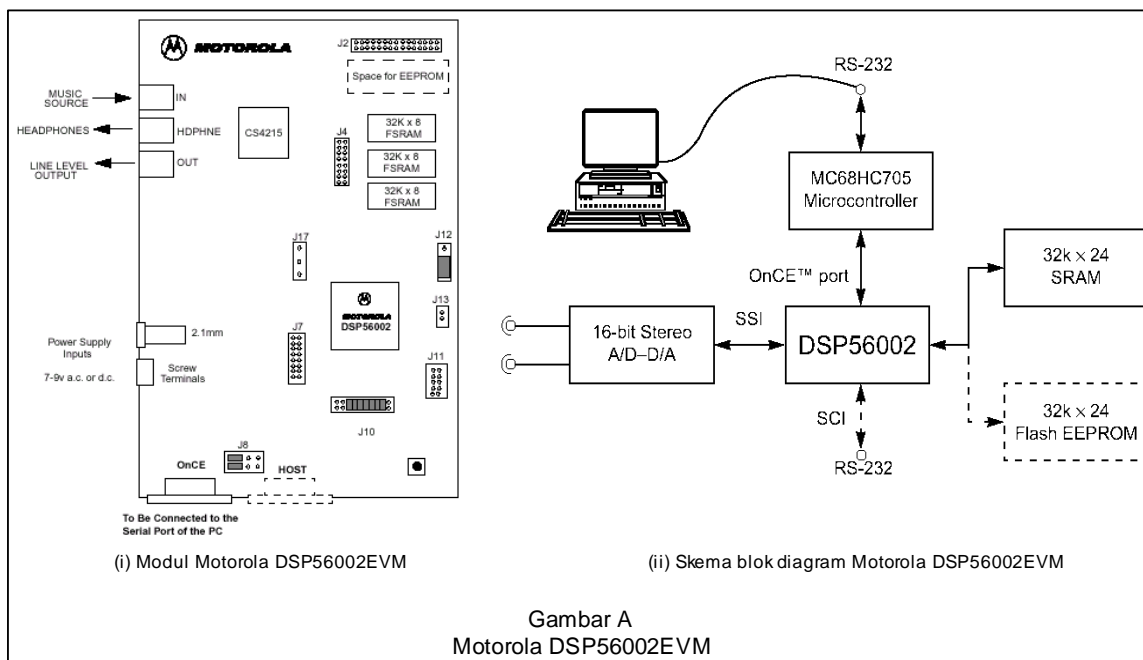 MOTOROLA
J2
Space for EEPROM
MUSIC
SOURCE
IN
HEADPHONES
HDPHNE
LINE LEVEL
OUTPUT
OUT
CS4215
J4
32K x 8
FSRAM
32K x 8
FSRAM
32K x 8
FSRAM
J17
J12
MOTOROLA
DSP56002
J13
2.1mm
Power Supply
Inputs
7-9v a.c. or d.c.
Screw
Terminals
J7
J11
J10
J8
OnCE
HOST
To Be Connected to the
Serial Port of the PC
(i) Modul Motorola DSP56002EVM
RS-232
MC68HC705
Microcontroller
OnCE™ port
32k × 24
SRAM
16-bit Stereo
A/D–D/A
SSI
DSP56002
SCI
RS-232
32k × 24
Flash EEPROM
(ii) Skema blok diagram Motorola DSP56002EVM
Gambar A
Motorola DSP56002EVM